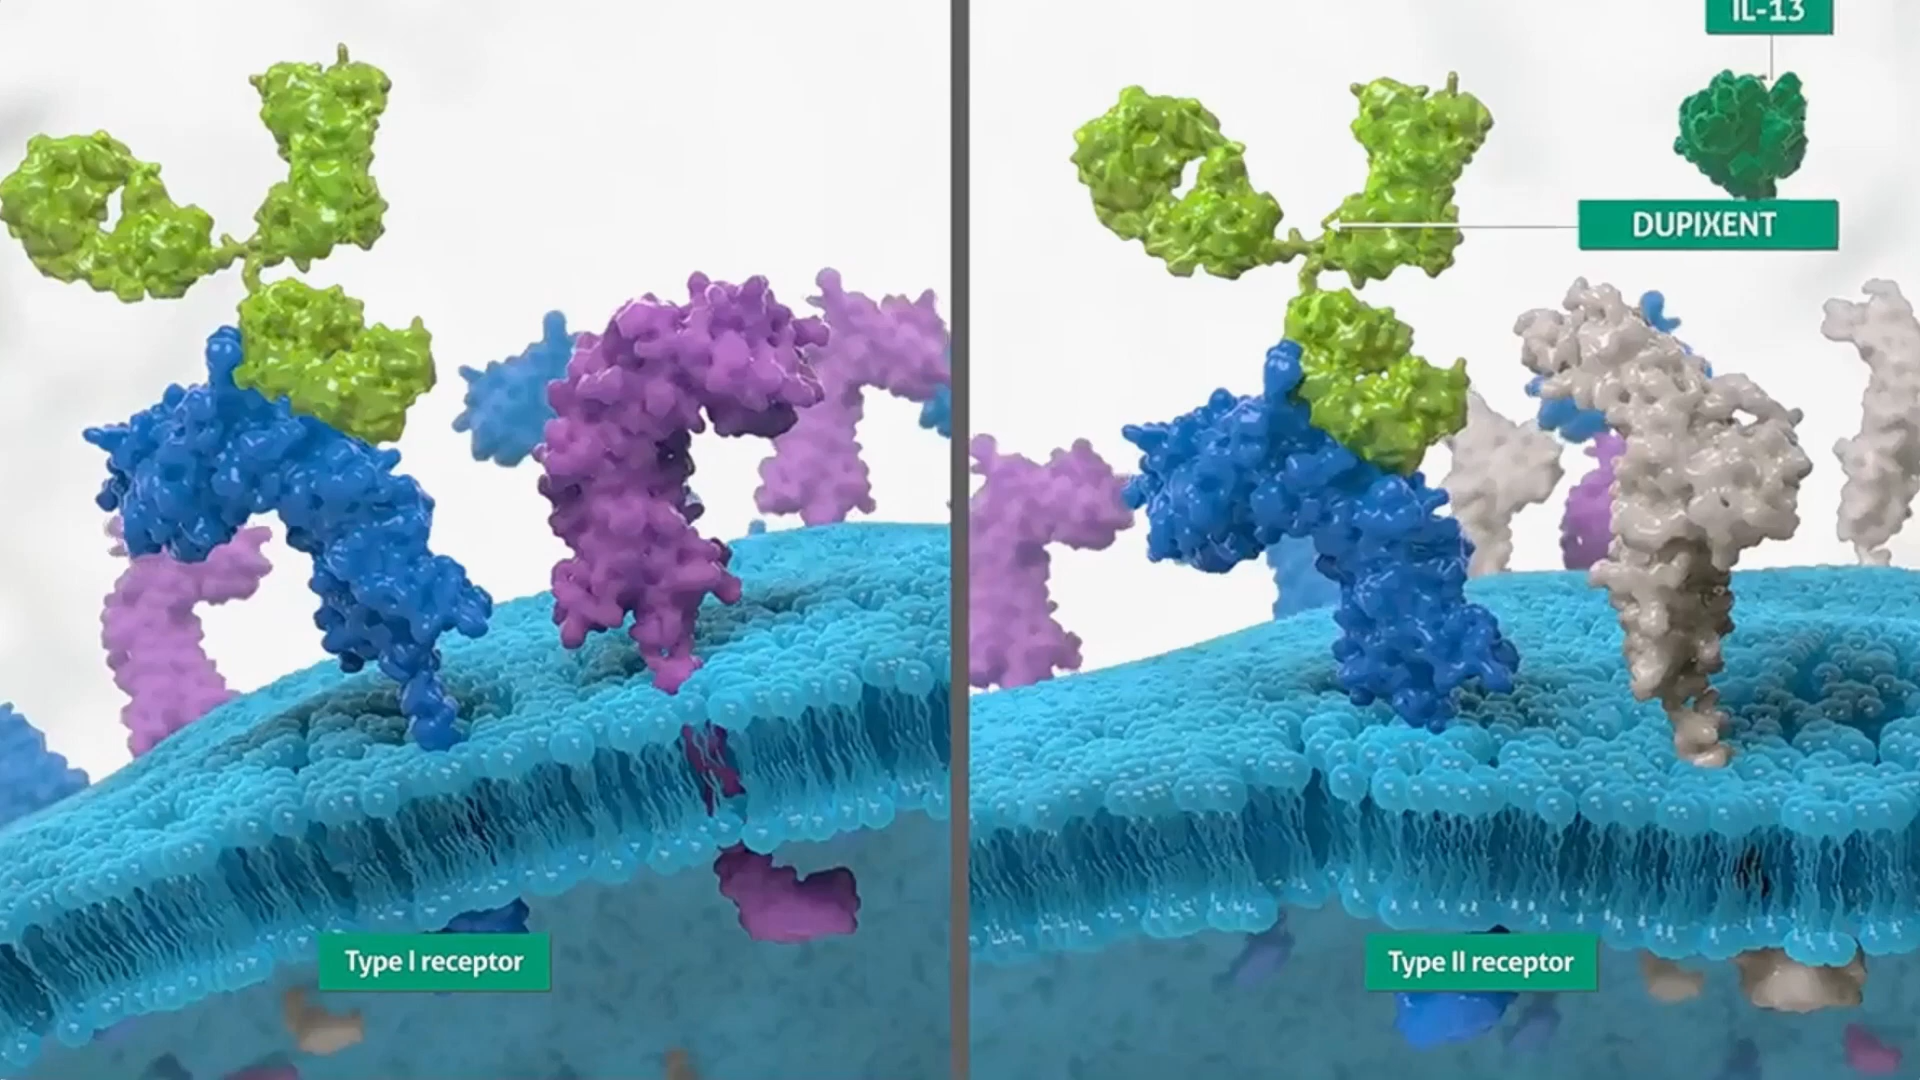 IL-13
DUPIXENT
Type I receptor
Type II receptor